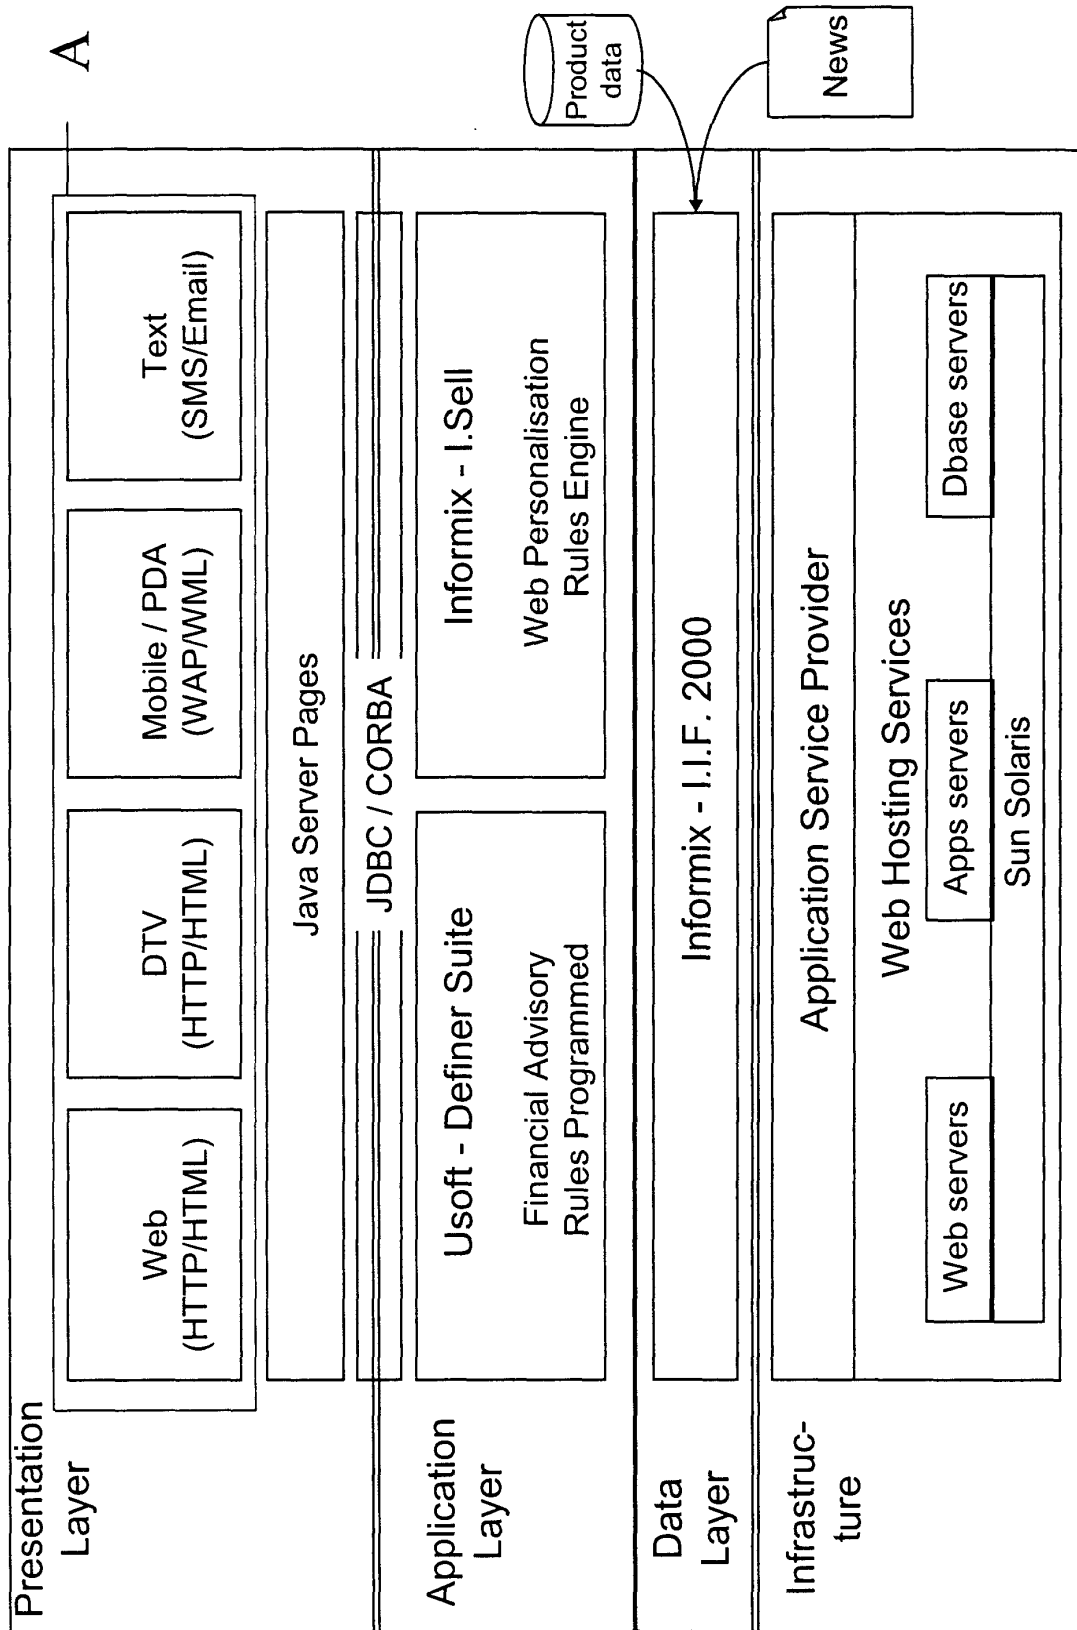 A
Presentation
Layer
Web
(HTTP/HTML)
DTV
(HTTP/HTML)
Mobile / PDA
(WAP/WML)
Text
(SMS/Email)
Java Server Pages
JDBC / CORBA
Application
Layer
Usoft - Definer Suite
Financial Advisory
Rules Programmed
Informix - I.Sell
Web Personalisation
Rules Engine
Product
data
Data
Layer
Informix - I.I.F. 2000
News
Infrastruc-
ture
Application Service Provider
Web Hosting Services
Web servers
Apps servers
Dbase servers
Sun Solaris